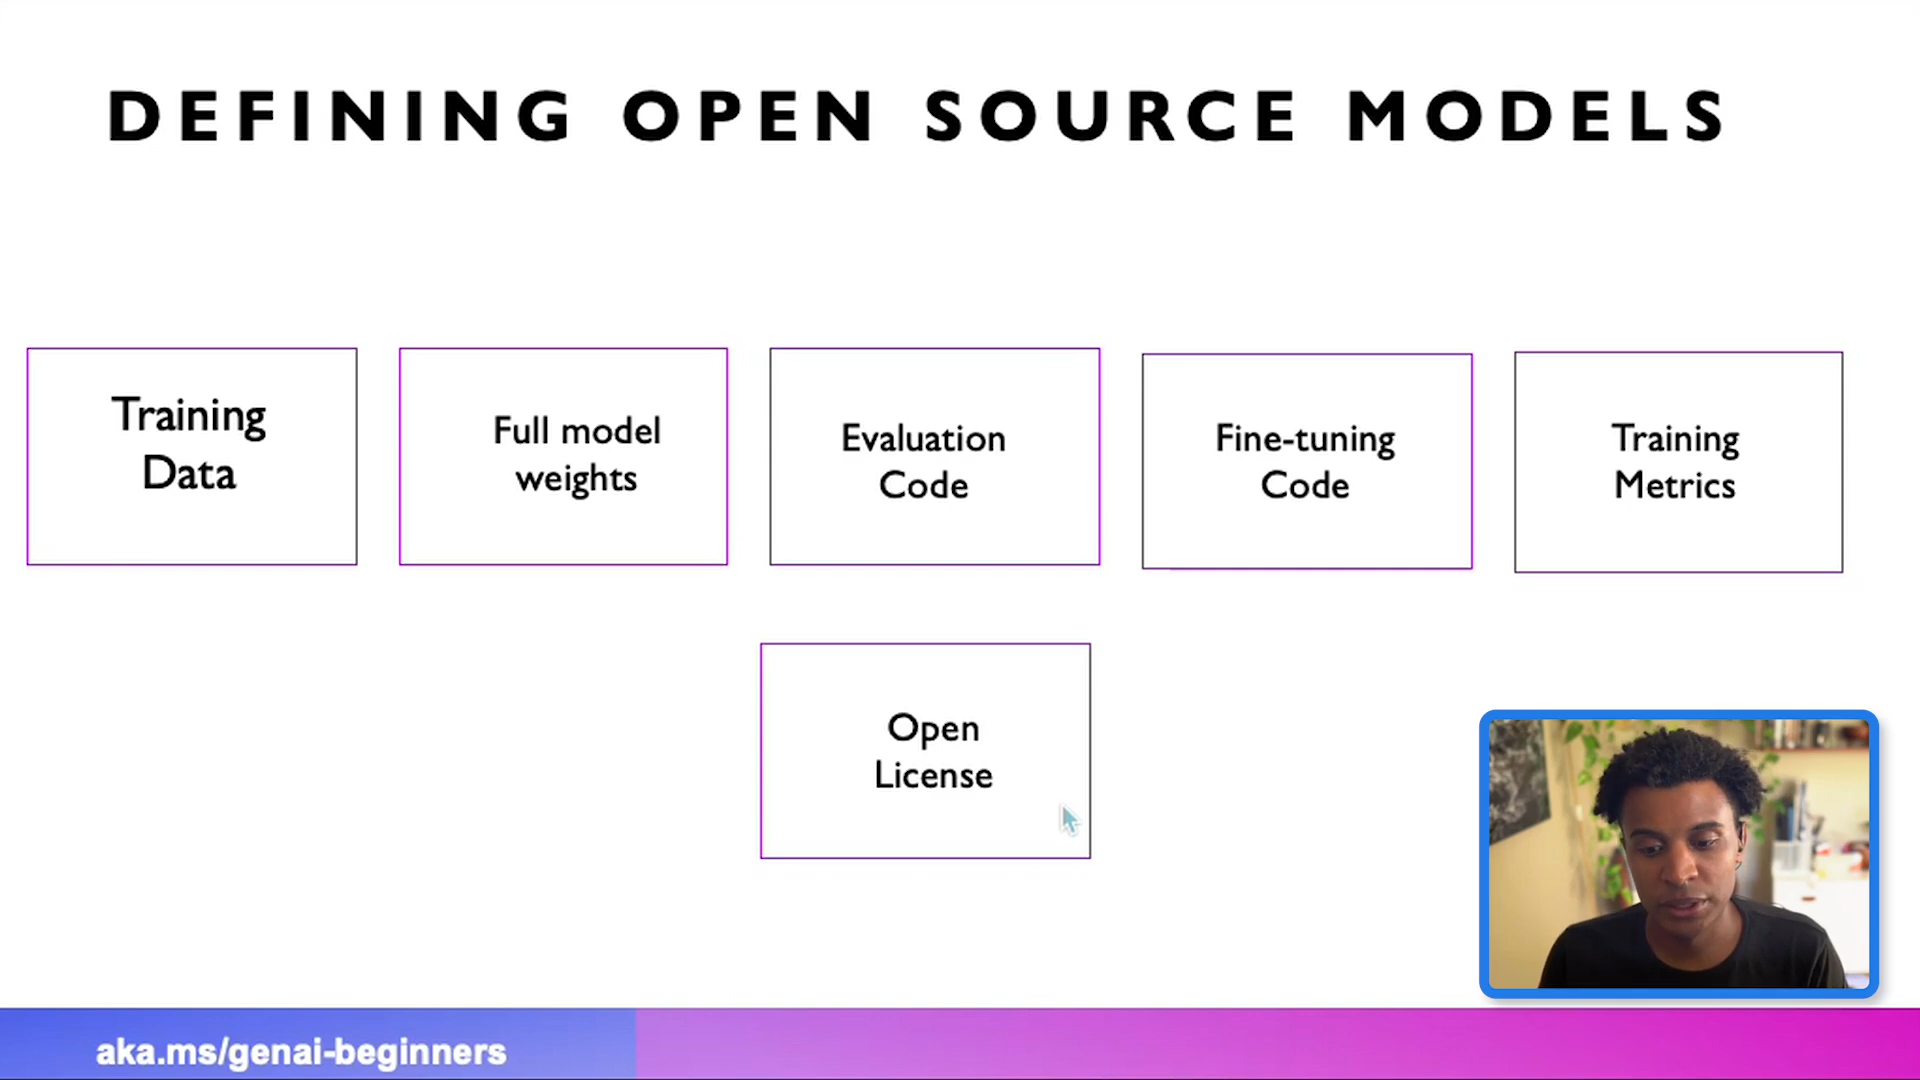 DEFINING OPEN SOURCE MODELS
Training
Data
Full model
weights
Evaluation
Code
Fine-tuning
Code
Training
Metrics
Open
License
aka.ms/genai-beginners